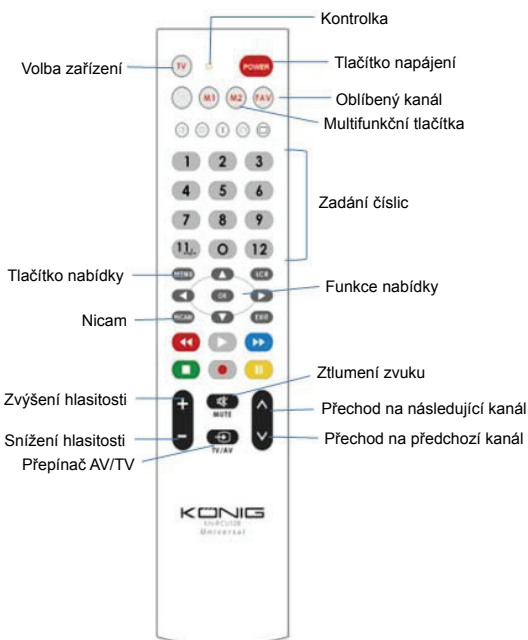 Kontrolka
TV
POWER
Volba zařízení
Tlačítko napájení
M1 M2 FAV
Oblíbený kanál
Multifunkční tlačítka
1 2 3
4 5 6
Zadání číslic
7 8 9
0 12
Tlačítko nabídky
MENU
OK
Funkce nabídky
Nicam
NICAM
EXIT
Ztlumení zvuku
Zvýšení hlasitosti
+
MUTE
Přechod na následující kanál
Snížení hlasitosti
-
Přechod na předchozí kanál
Přepínač AV/TV
TV/AV
KÖNIG
Universal